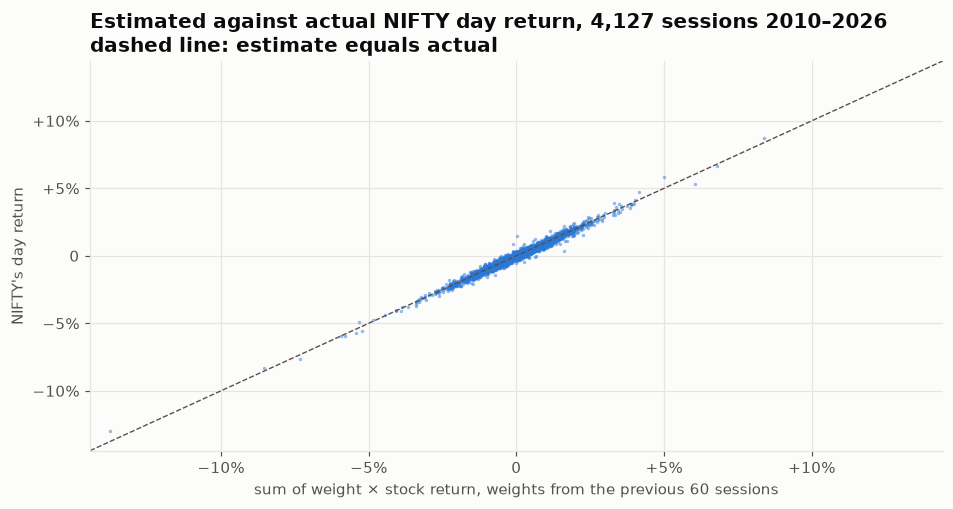 Estimated against actual NIFTY day return, 4,127 sessions 2010–2026
dashed line: estimate equals actual
NIFTY's day return
+10%
+5%
0
−5%
−10%
−10%
−5%
0
+5%
+10%
sum of weight × stock return, weights from the previous 60 sessions